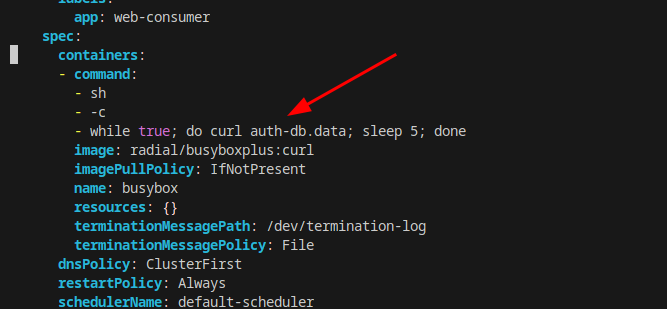 labels:
app: web-consumer
spec:
containers:
- command:
- sh
- -c
- while true; do curl auth-db.data; sleep 5; done
image: radial/busyboxplus:curl
imagePullPolicy: IfNotPresent
name: busybox
resources: {}
terminationMessagePath: /dev/termination-log
terminationMessagePolicy: File
dnsPolicy: ClusterFirst
restartPolicy: Always
schedulerName: default-scheduler